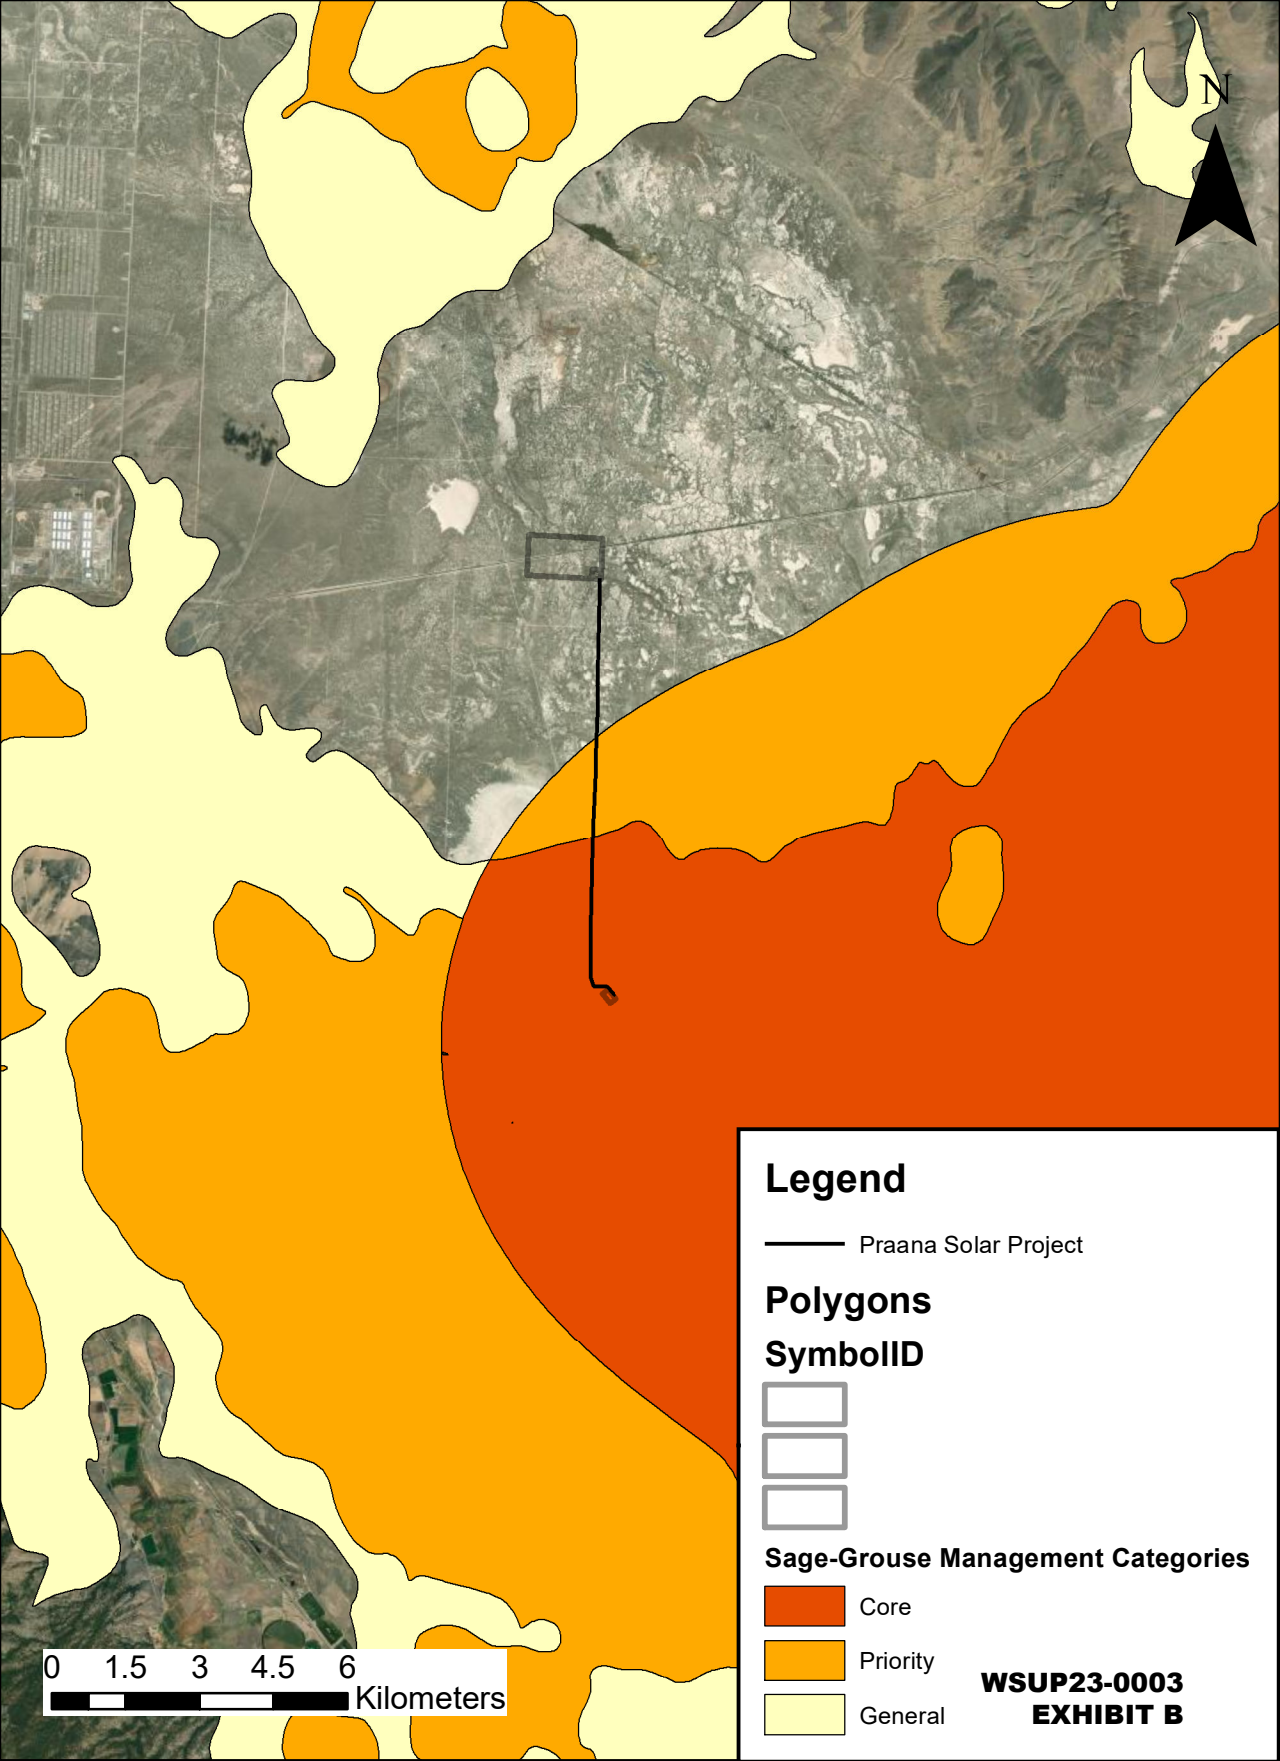 N
Legend
Praana Solar Project
Polygons
SymbolID
Sage-Grouse Management Categories
Core
Priority
General
WSUP23-0003
EXHIBIT B
0 1.5 3 4.5 6
Kilometers